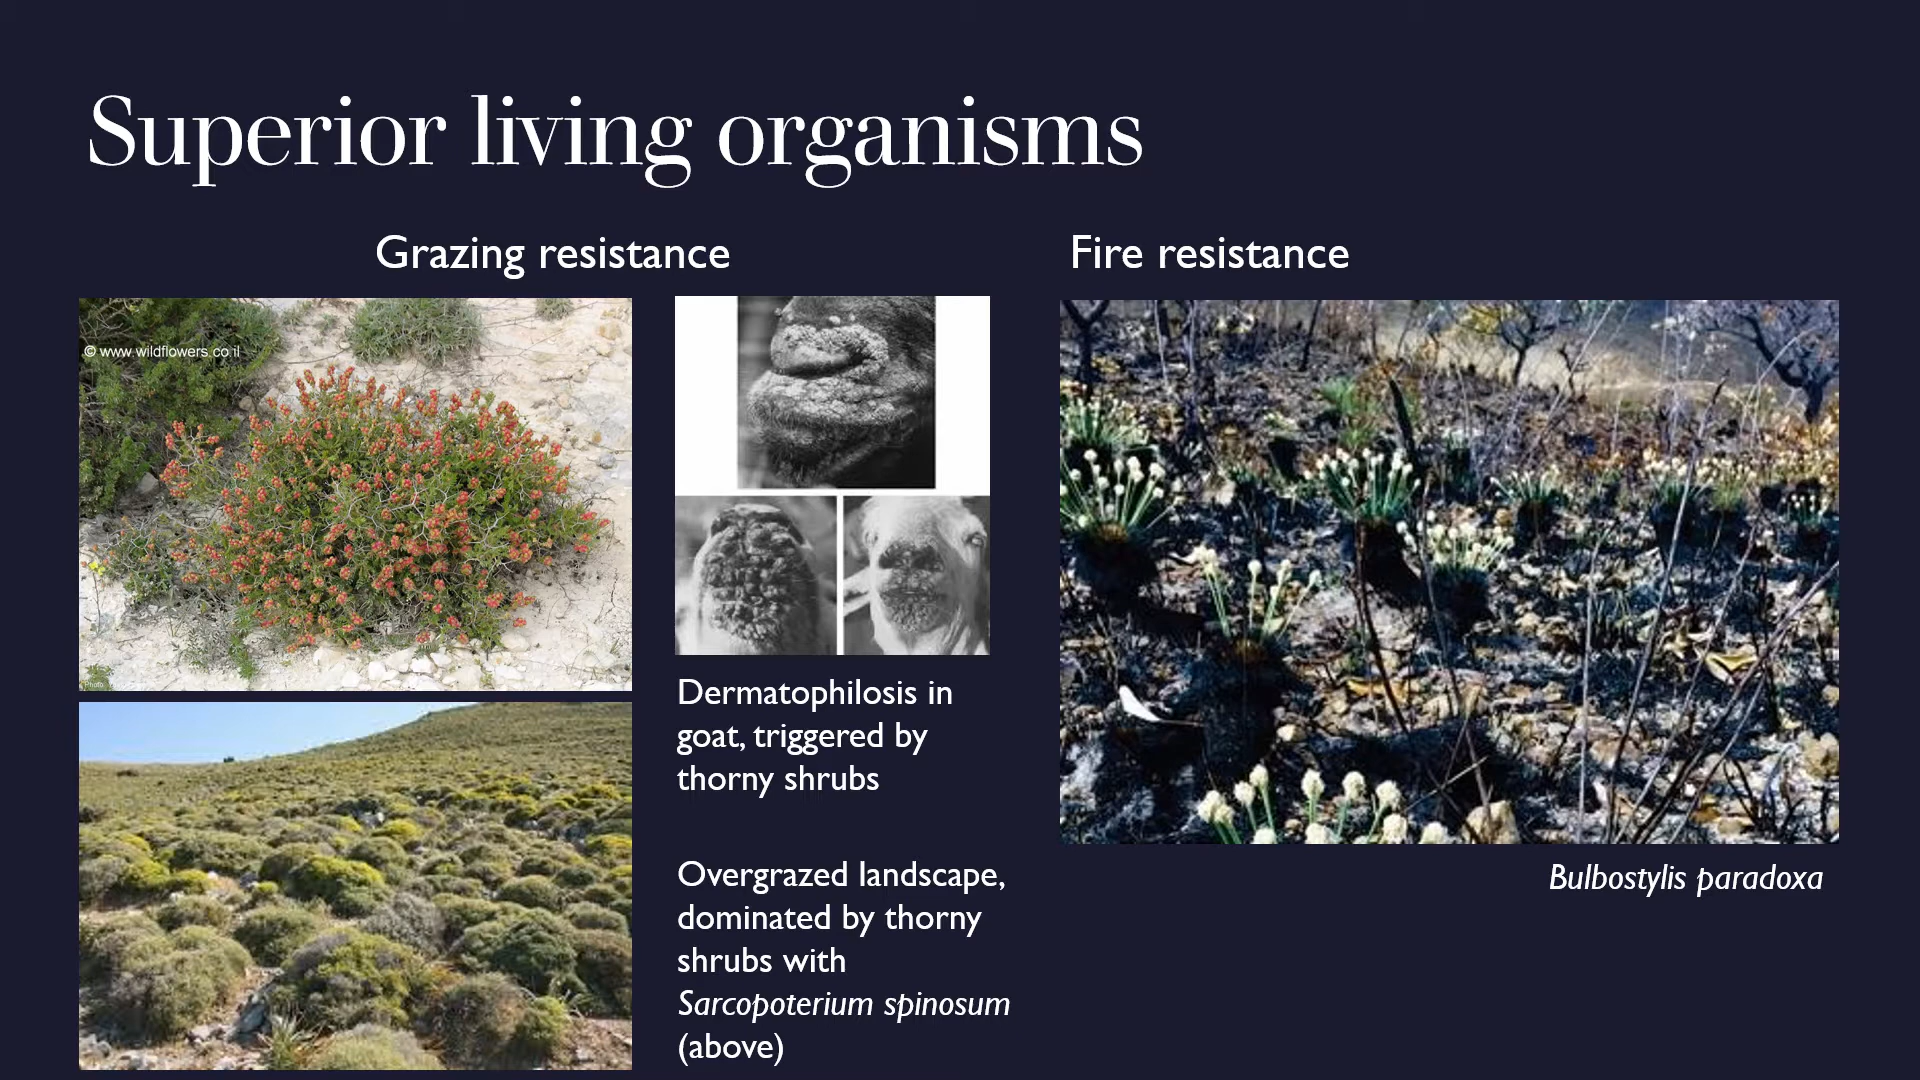 Superior living organisms
Grazing resistance
Fire resistance
© www.wildflowers.co.il
Dermatophilosis in
goat, triggered by
thorny shrubs
Overgrazed landscape,
dominated by thorny
shrubs with
Sarcopoterium spinosum
(above)
Bulbostylis paradoxa